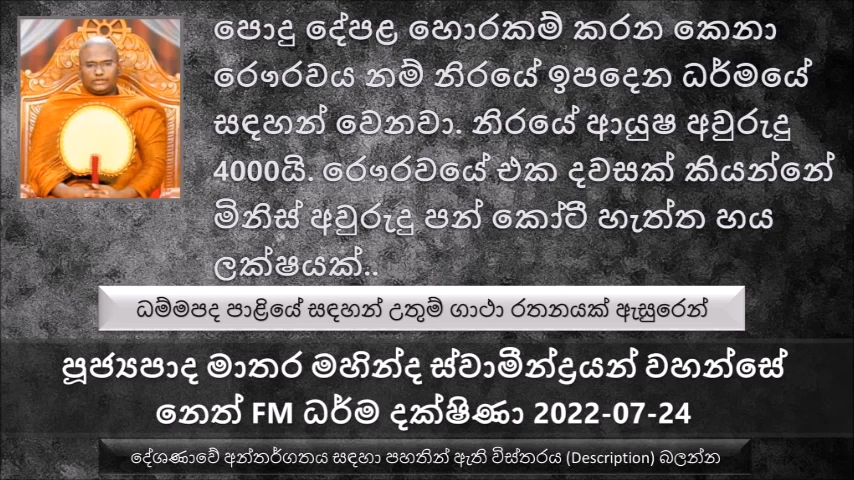 පොදු දේපළ හොරකම් කරන කෙනා
රෞරවය නම් නිරයේ ඉපදෙන ධර්මයේ
සඳහන් වෙනවා. නිරයේ ආයුෂ අවුරුදු
4000යි. රෞරවයේ එක දවසක් කියන්නේ
මිනිස් අවුරුදු පන් කෝටී හැත්ත හය
ලක්ෂයක්..
ධම්මපද පාළියේ සඳහන් උතුම් ගාථා රතනයක් ඇසුරෙන්
පූජ්‍යපාද මාතර මහින්ද ස්වාමීන්ද්‍රයන් වහන්සේ
නෙත් FM ධර්ම දක්ෂිණා 2022-07-24
දේශණාවේ අන්තර්ගතය සඳහා පහතින් ඇති විස්තරය (Description) බලන්න